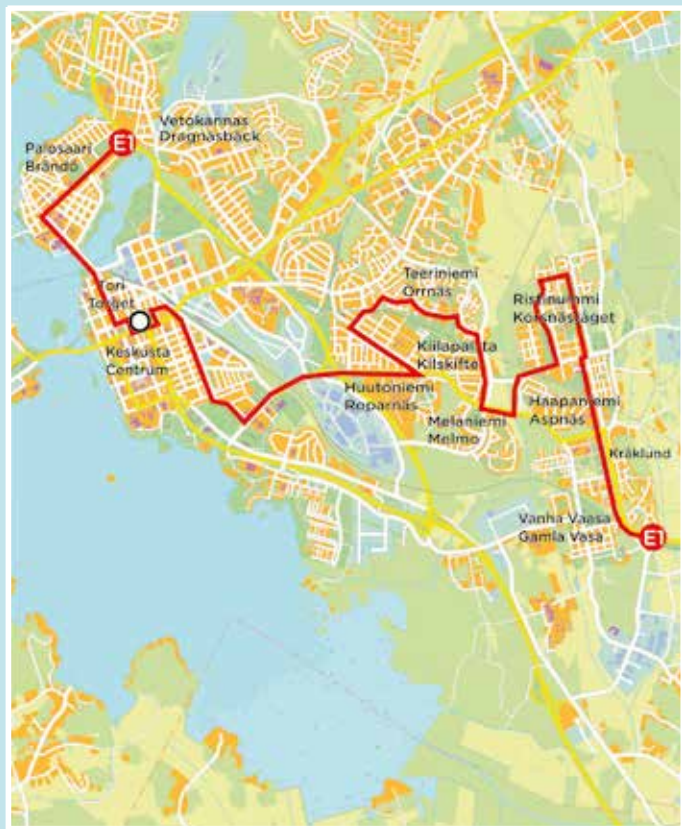 E1
Vetokannas
Dragnäsbäck
Palosaari
Brändö
Tori
Torget
Keskusta
Centrum
Teeriniemi
Orrnäs
Ristinummi
Korsnäståget
Kiilapalsta
Kilskiftet
Huutoniemi
Roparnäs
Haapaniemi
Aspnäs
Melaniemi
Melmo
Kråklund
Vanha Vaasa
Gamla Vasa
E1